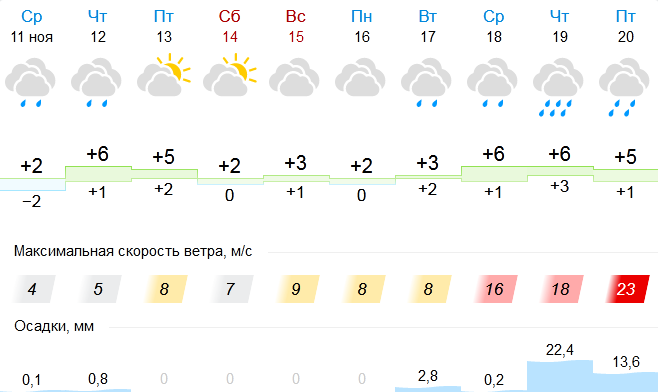 Ср Чт Пт Сб Вс Пн Вт Ср Чт Пт
11 ноя 12 13 14 15 16 17 18 19 20
+2 +6 +5 +2 +3 +2 +3 +6 +6 +5
−2 +1 +2 0 +1 0 +2 +1 +3 +1
Максимальная скорость ветра, м/с
4 5 8 7 9 8 8 16 18 23
Осадки, мм
0,1 0,8 0 0 0 0 2,8 0,2 22,4 13,6